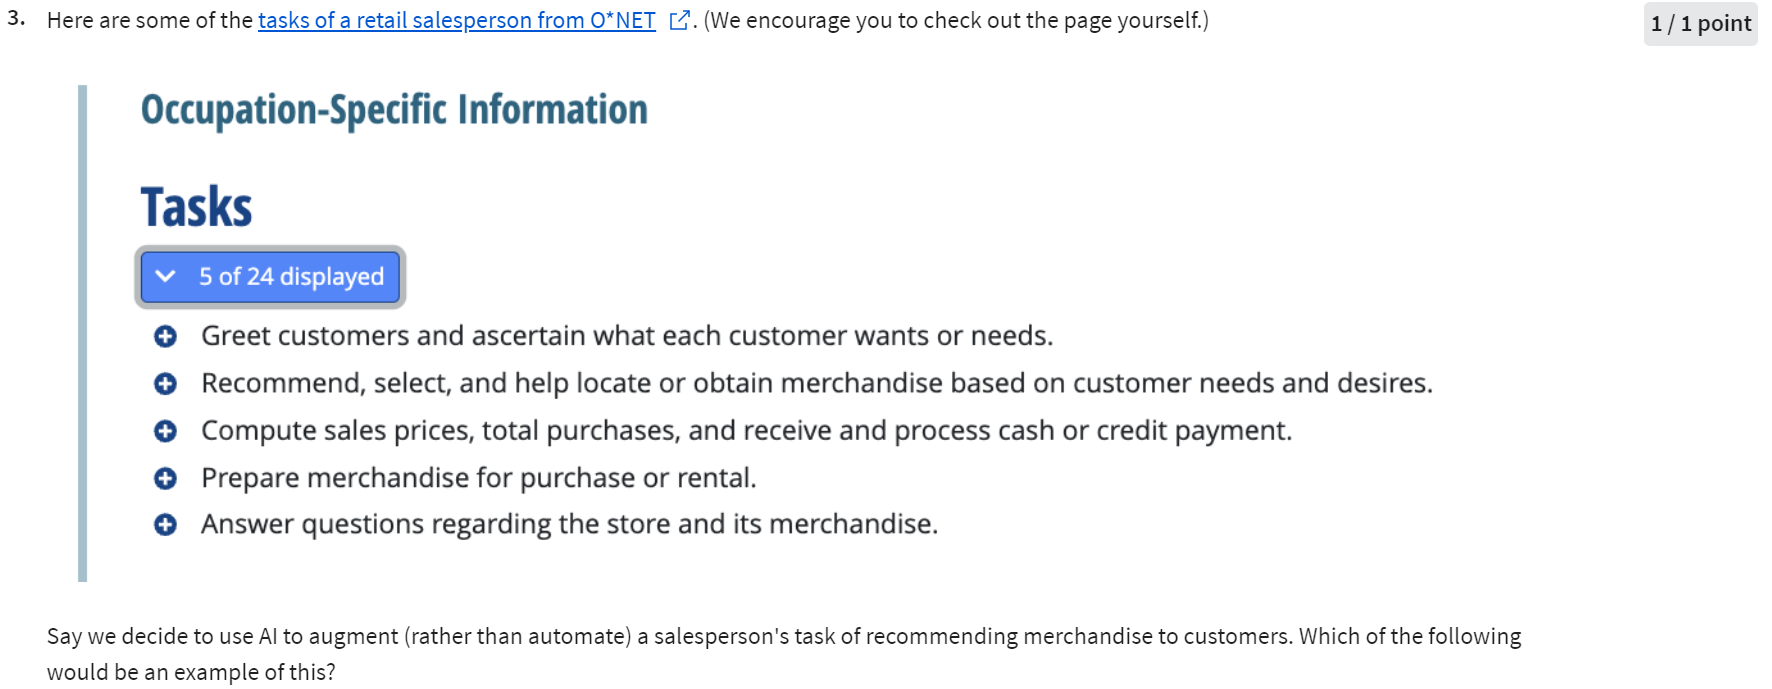 3. Here are some of the tasks of a retail salesperson from O*NET. (We encourage you to check out the page yourself.)
1 / 1 point
Occupation-Specific Information
Tasks
5 of 24 displayed
Greet customers and ascertain what each customer wants or needs.
Recommend, select, and help locate or obtain merchandise based on customer needs and desires.
Compute sales prices, total purchases, and receive and process cash or credit payment.
Prepare merchandise for purchase or rental.
Answer questions regarding the store and its merchandise.
Say we decide to use AI to augment (rather than automate) a salesperson's task of recommending merchandise to customers. Which of the following
would be an example of this?